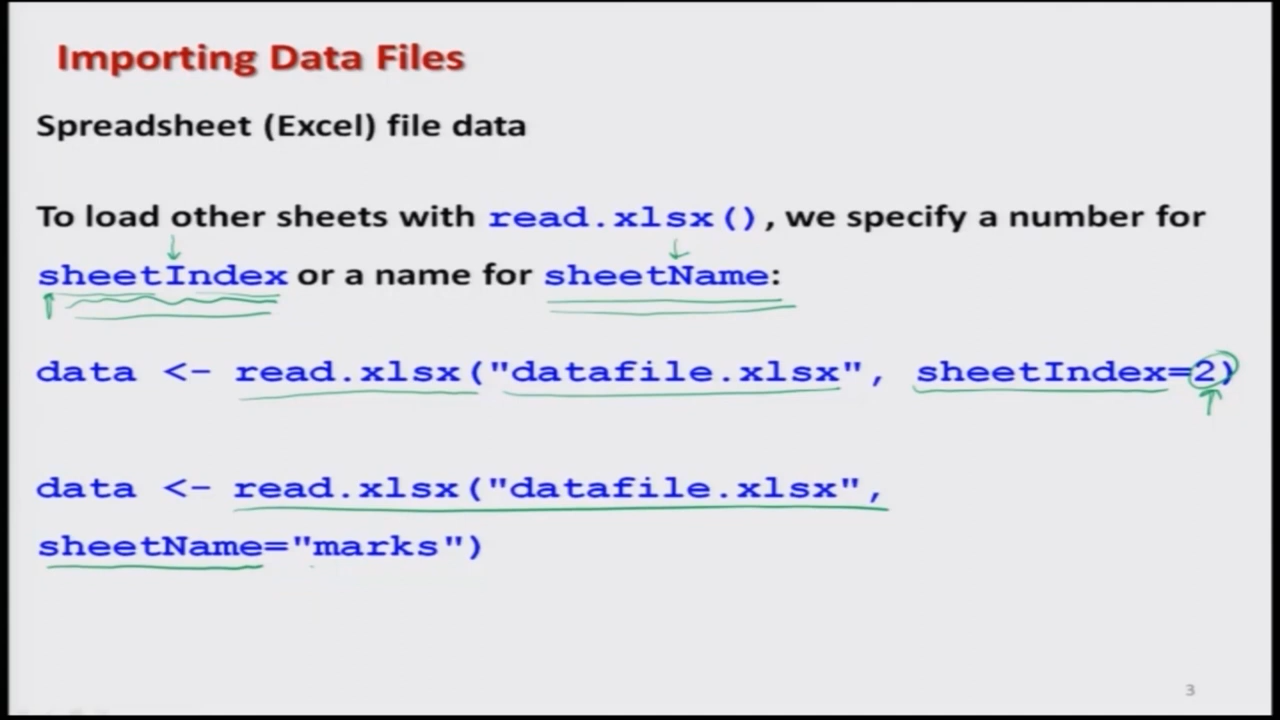 Importing Data Files
Spreadsheet (Excel) file data
To load other sheets with read.xlsx(), we specify a number for
sheetIndex or a name for sheetName:
data <- read.xlsx("datafile.xlsx", sheetIndex=2)
data <- read.xlsx("datafile.xlsx",
sheetName="marks")
3